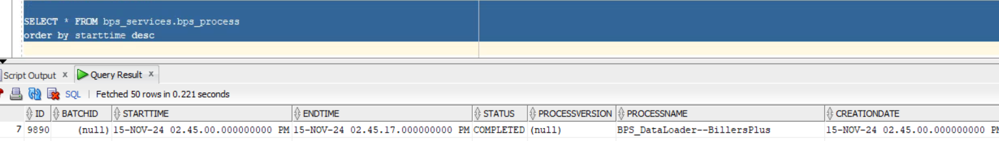 SELECT * FROM bps_services.bps_process
order by starttime desc
Script Output x Query Result x
SQL | Fetched 50 rows in 0.221 seconds
ID BATCHID STARTTIME ENDTIME STATUS PROCESSVERSION PROCESSNAME CREATIONDATE
7 9890 (null) 15-NOV-24 02.45.00.000000000 PM 15-NOV-24 02.45.17.000000000 PM COMPLETED (null) BPS_DataLoader--BillersPlus 15-NOV-24 02.45.00.000000000